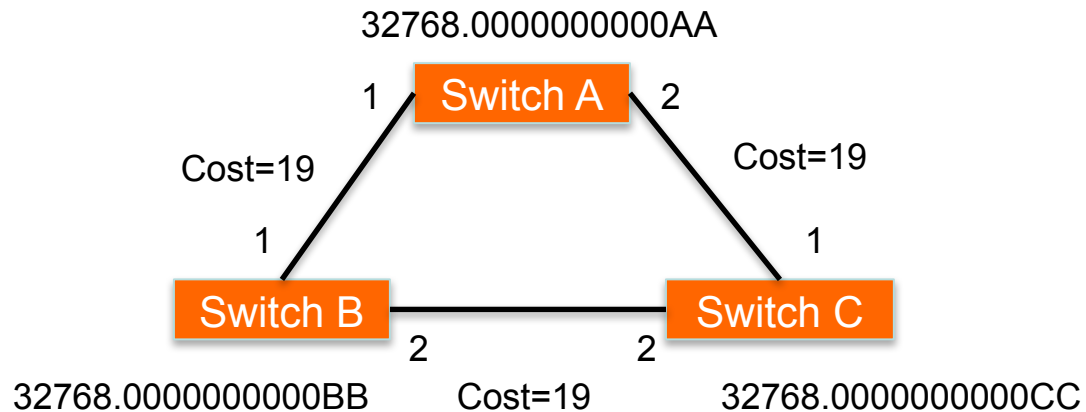 32768.0000000000AA
1 Switch A 2
Cost=19 Cost=19
1 1
Switch B Switch C
2 2
32768.0000000000BB Cost=19 32768.0000000000CC